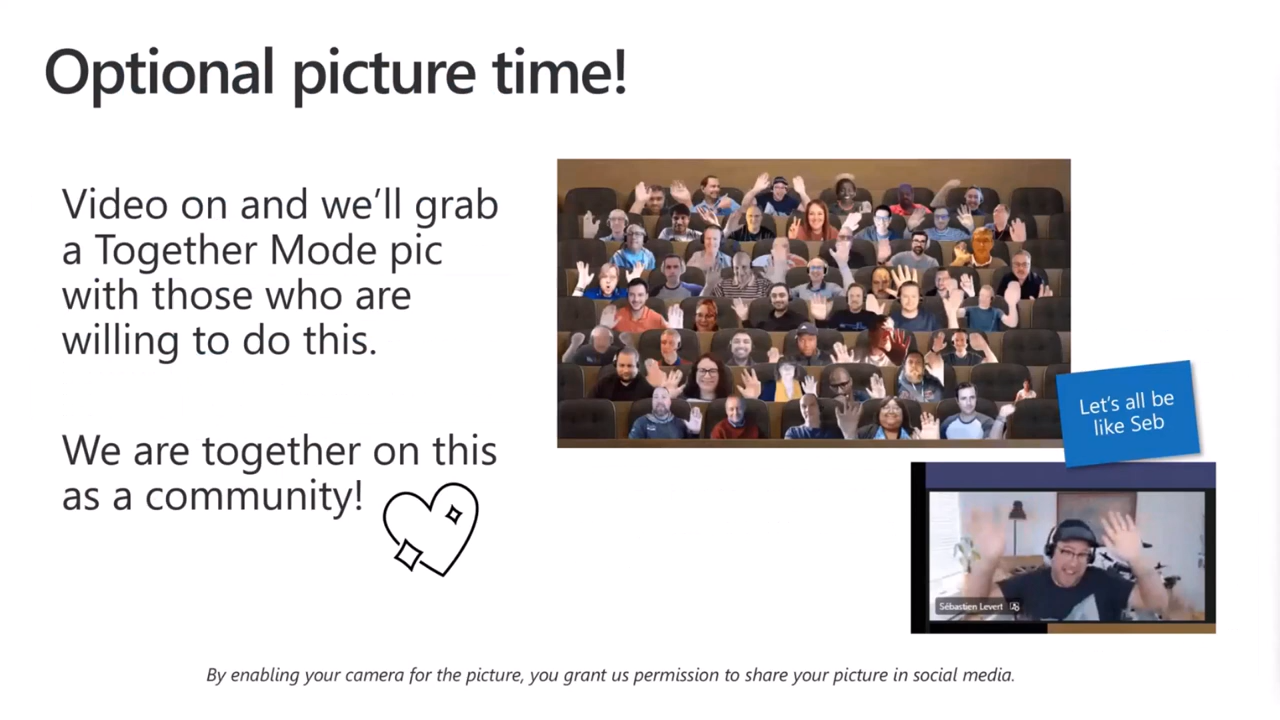 Optional picture time!
Video on and we’ll grab
a Together Mode pic
with those who are
willing to do this.
We are together on this
as a community!
Let’s all be
like Seb
Sébastien Levert
By enabling your camera for the picture, you grant us permission to share your picture in social media.